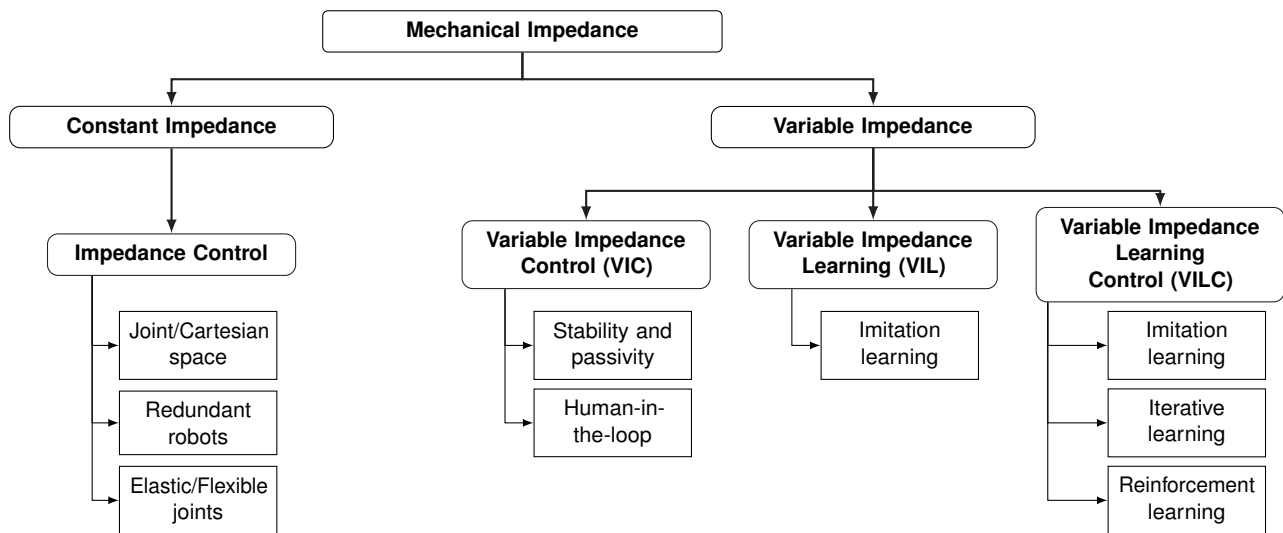 Mechanical Impedance
Constant Impedance
Variable Impedance
Impedance Control
Joint/Cartesian
space
Redundant
robots
Elastic/Flexible
joints
Variable Impedance
Control (VIC)
Stability and
passivity
Human-in-
the-loop
Variable Impedance
Learning (VIL)
Imitation
learning
Variable Impedance
Learning
Control (VILC)
Imitation
learning
Iterative
learning
Reinforcement
learning